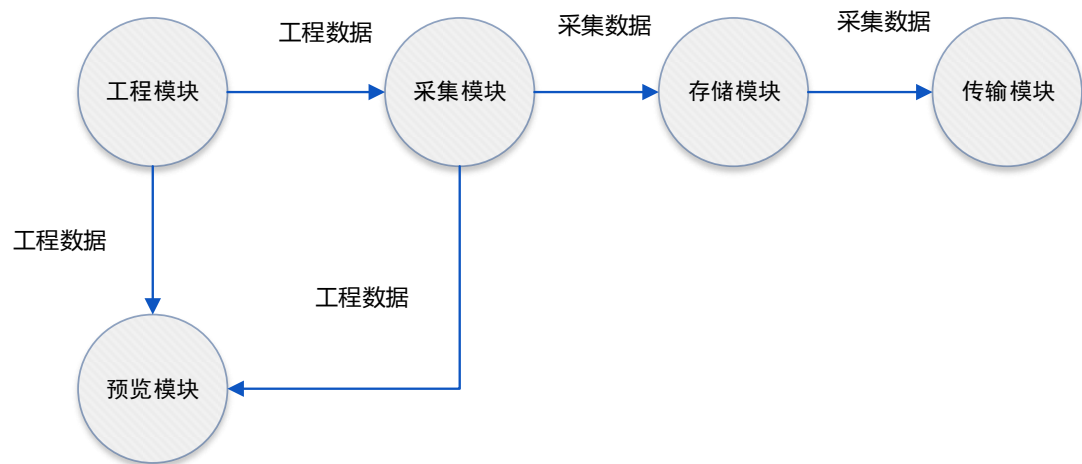 工程数据
采集数据
采集数据
工程模块
采集模块
存储模块
传输模块
工程数据
工程数据
预览模块